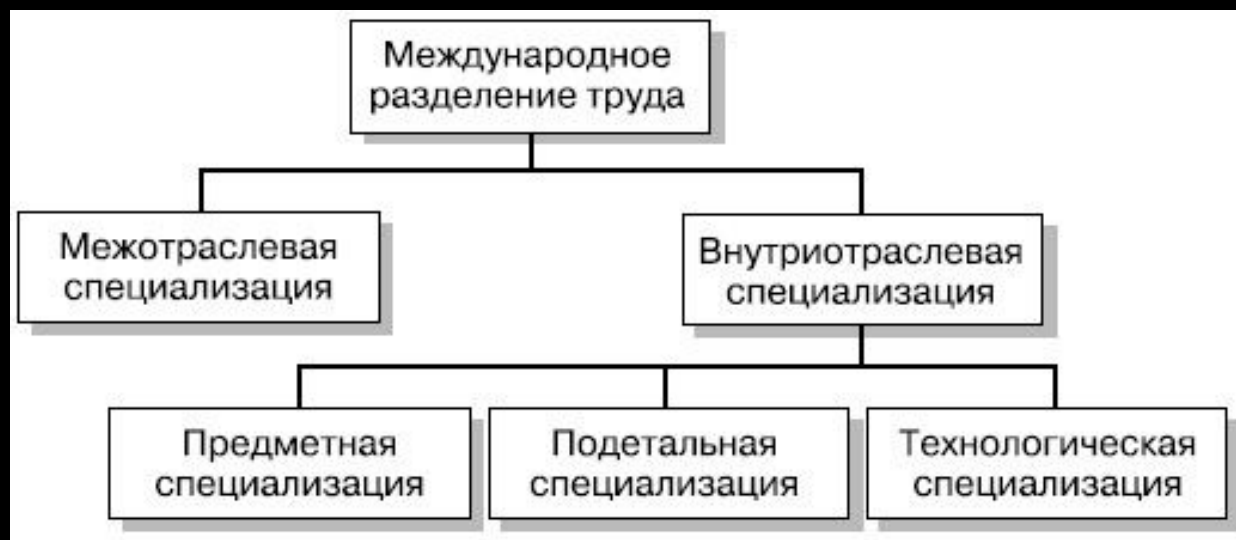 Международное
разделение труда
Межотраслевая
специализация
Внутриотраслевая
специализация
Предметная
специализация
Подетальная
специализация
Технологическая
специализация